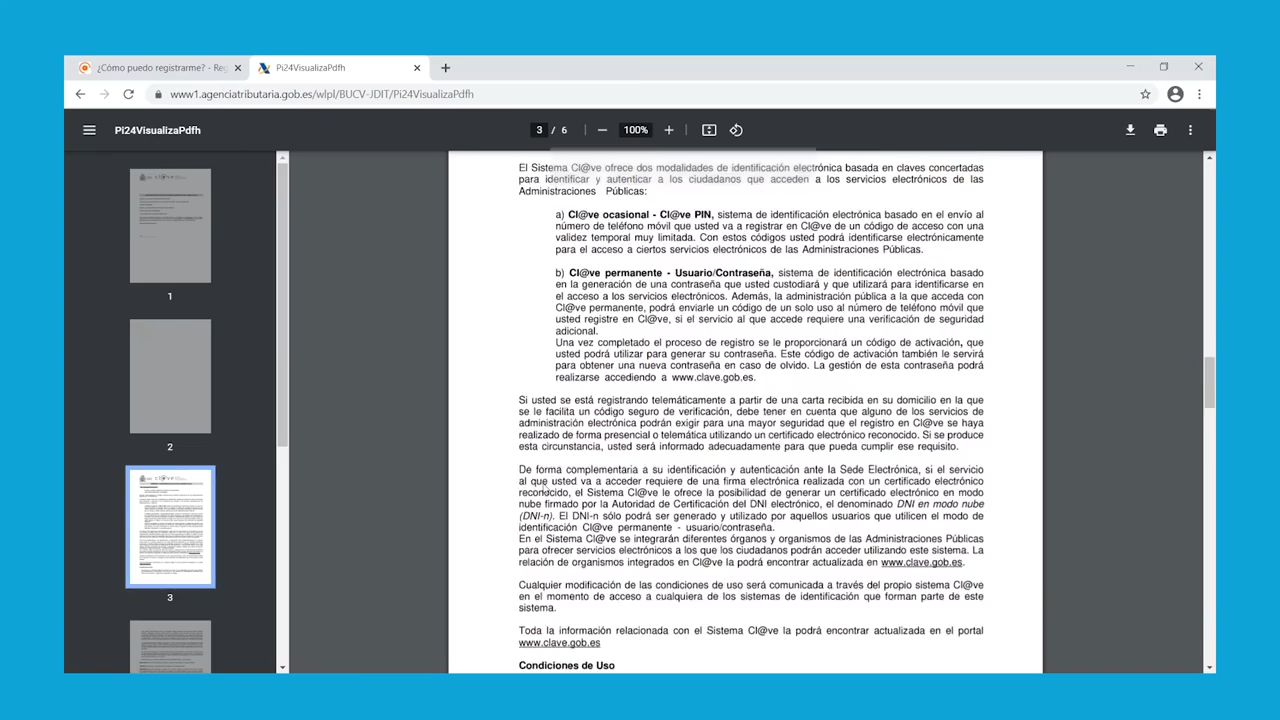 ¿Cómo puedo registrarme? - Reg
Pi24VisualizaPdfh
www1.agenciatributaria.gob.es/wlpl/BUCV-JDIT/Pi24VisualizaPdfh
Pi24VisualizaPdfh
3 / 6
100%
1
2
3
El Sistema Cl@ve ofrece dos modalidades de identificación electrónica basada en claves concertadas
para identificar y autenticar a los ciudadanos que acceden a los servicios electrónicos de las
Administraciones Públicas:
a) Cl@ve ocasional - Cl@ve PIN, sistema de identificación electrónica basado en el envío al
número de teléfono móvil que usted va a registrar en Cl@ve de un código de acceso con una
validez temporal muy limitada. Con estos códigos usted podrá identificarse electrónicamente
para el acceso a ciertos servicios electrónicos de las Administraciones Públicas.
b) Cl@ve permanente - Usuario/Contraseña, sistema de identificación electrónica basado
en la generación de una contraseña que usted custodiará y que utilizará para identificarse en
el acceso a los servicios electrónicos. Además, la administración pública a la que acceda con
Cl@ve permanente, podrá enviarle un código de un solo uso al número de teléfono móvil que
usted registre en Cl@ve, si el servicio al que accede requiere una verificación de seguridad
adicional.
Una vez completado el proceso de registro se le proporcionará un código de activación, que
usted podrá utilizar para generar su contraseña. Este código de activación también le servirá
para obtener una nueva contraseña en caso de olvido. La gestión de esta contraseña podrá
realizarse accediendo a www.clave.gob.es.
Si usted se está registrando telemáticamente a partir de una carta recibida en su domicilio en la que
se le facilita un código seguro de verificación, debe tener en cuenta que alguno de los servicios de
administración electrónica podrán exigir para una mayor seguridad que el registro en Cl@ve se haya
realizado de forma presencial o telemática utilizando un certificado electrónico reconocido. Si se produce
esta circunstancia, usted será informado adecuadamente para que pueda cumplir ese requisito.
De forma complementaria a su identificación y autenticación ante la Sede Electrónica, si el servicio
al que usted va a acceder requiere de una firma electrónica realizada con un certificado electrónico
reconocido, el Sistema Cl@ve le ofrece la posibilidad de generar un certificado electrónico en modo
nube firmado por la Autoridad de Certificación del DNI electrónico, el denominado DNI en modo nube
(DNI-n). El DNI-n sólo podrá ser generado y utilizado por aquellos usuarios que utilicen el modo de
identificación Cl@ve permanente - usuario/contraseña.
En el Sistema Cl@ve se integrarán diferentes órganos y organismos de las Administraciones Públicas
para ofrecer servicios electrónicos a los que los ciudadanos podrán acceder utilizando este sistema. La
relación de organismos integrados en Cl@ve la podrá encontrar actualizada en www.clave.gob.es.
Cualquier modificación de las condiciones de uso será comunicada a través del propio sistema Cl@ve
en el momento de acceso a cualquiera de los sistemas de identificación que forman parte de este
sistema.
Toda la información relacionada con el Sistema Cl@ve la podrá encontrar actualizada en el portal
www.clave.gob.es
Condiciones de Uso